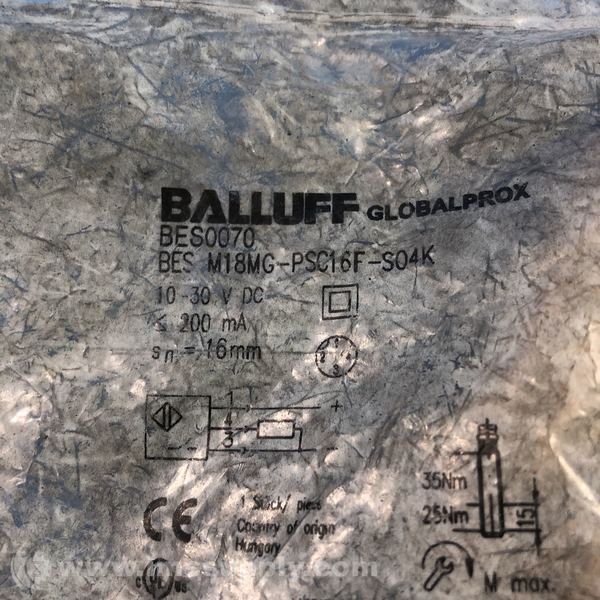 BALLUFF GLOBALPROX
BES0070
BES M18MG-PSC16F-S04K
10-30 V DC
≤ 200 mA
sn = 16mm
1 +
4
3 -
35Nm
25Nm
15
CE
1 Stück/ piece
Country of origin
Hungary
M max.